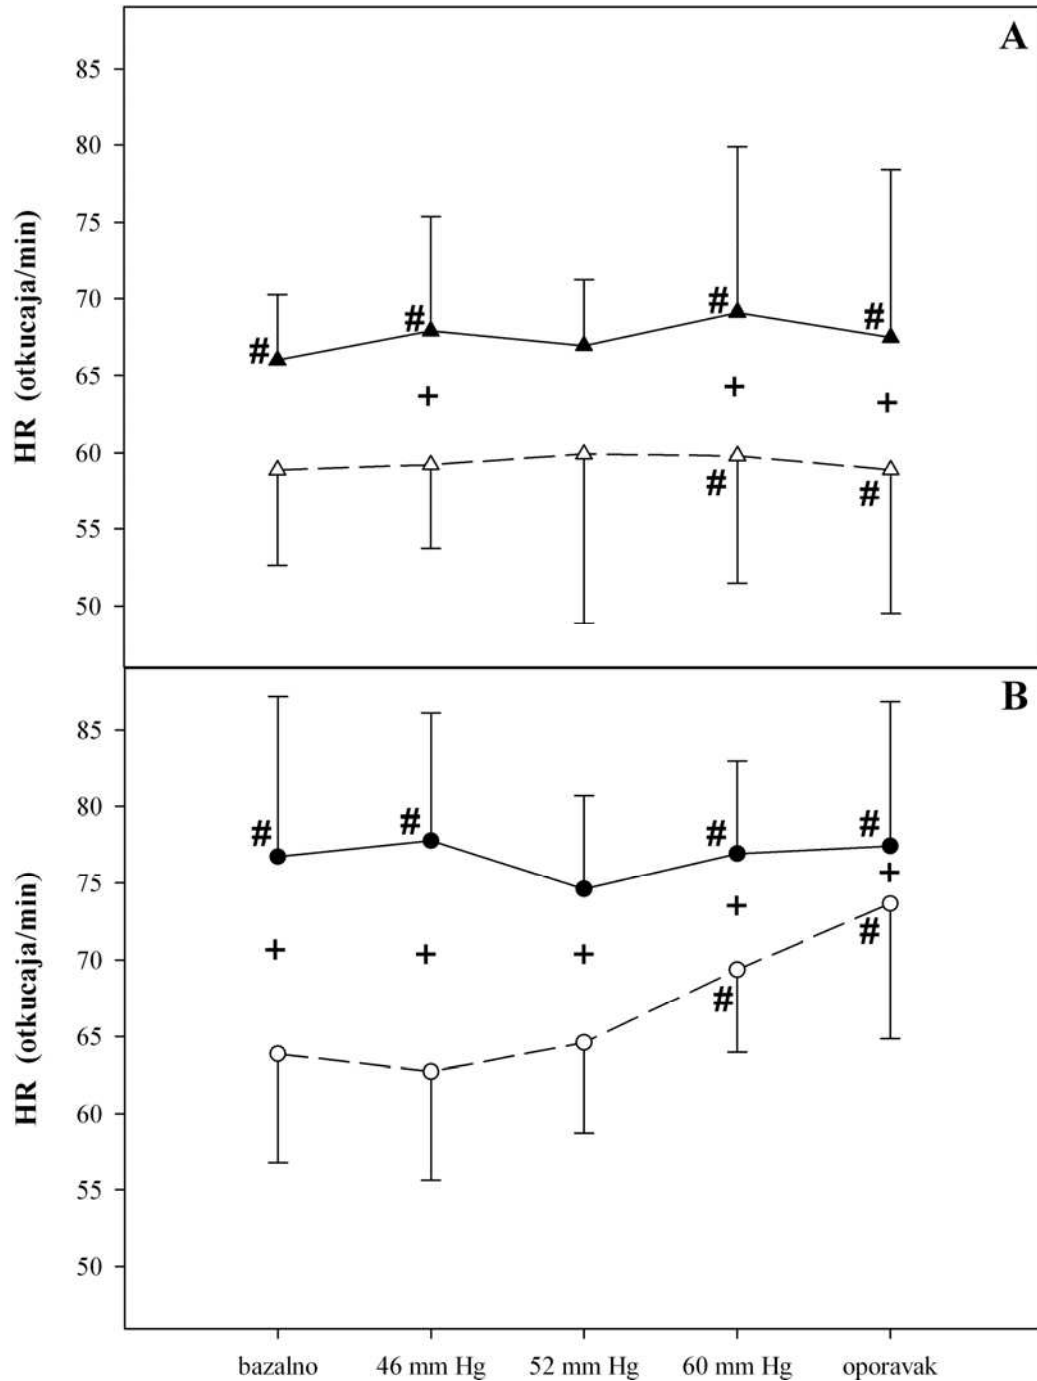 A
85
80
75
70
65
60
55
50
HR (otkucaja/min)
# # # #
+ + +
# #
B
85
80
75
70
65
60
55
50
HR (otkucaja/min)
# # # #
+ + + + +
# #
bazalno 46 mm Hg 52 mm Hg 60 mm Hg oporavak